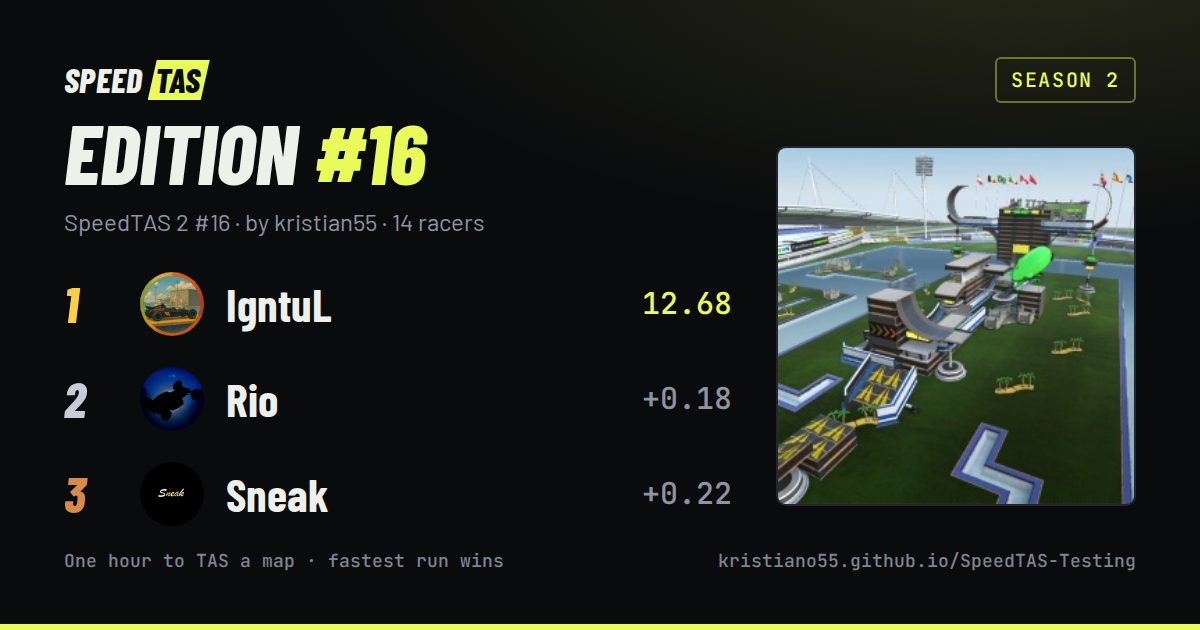 SPEED TAS
SEASON 2
EDITION #16
SpeedTAS 2 #16 · by kristian55 · 14 racers
1 IgntuL 12.68
2 Rio +0.18
3 Sneak Sneak +0.22
One hour to TAS a map · fastest run wins
kristiano55.github.io/SpeedTAS-Testing